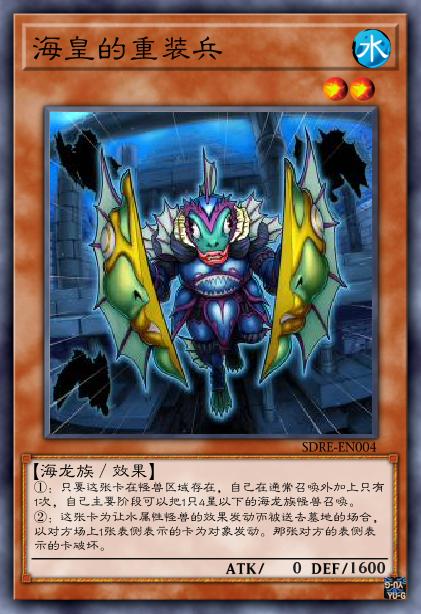 海皇的重装兵
水
SDRE-EN004
【海龙族／效果】
①：只要这张卡在怪兽区域存在，自己在通常召唤外加上只有
1次，自己主要阶段可以把1只4星以下的海龙族怪兽召唤。
②：这张卡为让水属性怪兽的效果发动而被送去墓地的场合，
以对方场上1张表侧表示的卡为对象发动。那张对方的表侧表
示的卡破坏。
ATK/ 0 DEF/1600